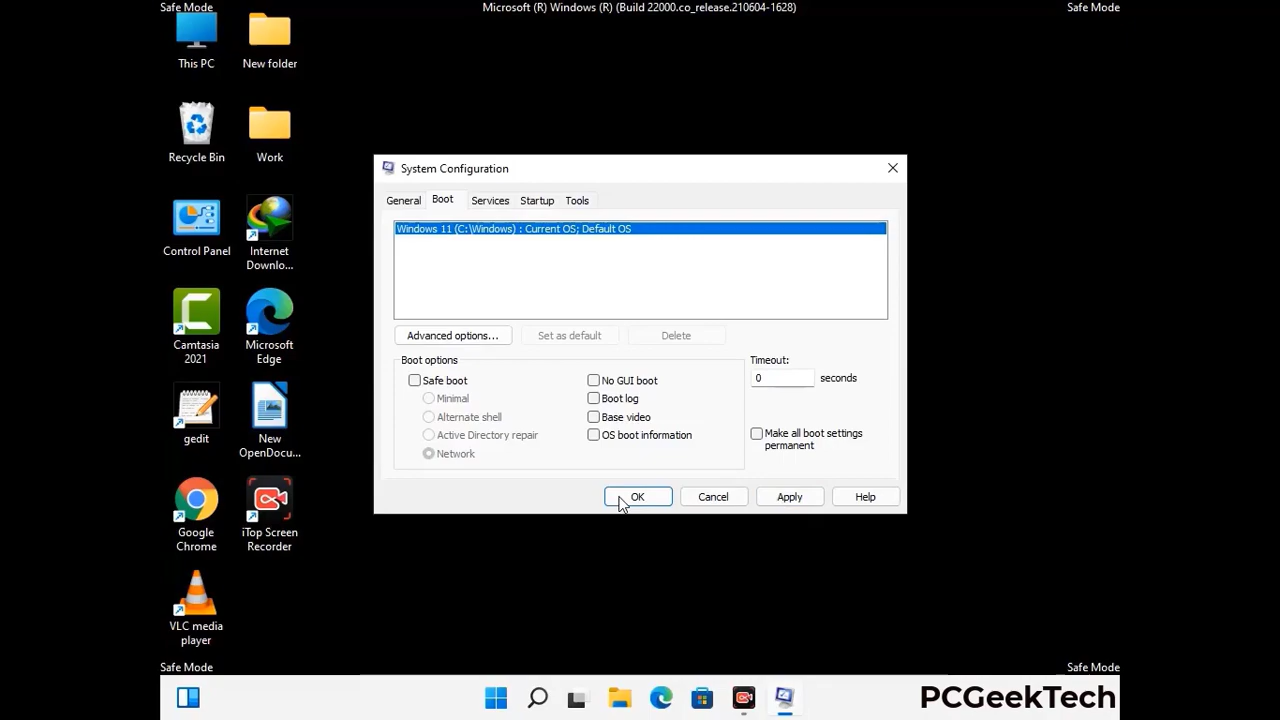 Safe Mode
Microsoft (R) Windows (R) (Build 22000.co_release.210604-1628)
Safe Mode
This PC
New folder
Recycle Bin
Work
Control Panel
Internet
Downlo...
Camtasia
2021
Microsoft
Edge
gedit
New
OpenDocu...
Google
Chrome
iTop Screen
Recorder
VLC media
player
System Configuration
General
Boot
Services
Startup
Tools
Windows 11 (C:\Windows) : Current OS; Default OS
Advanced options...
Set as default
Delete
Boot options
Safe boot
Minimal
Alternate shell
Active Directory repair
Network
No GUI boot
Boot log
Base video
OS boot information
Timeout:
0 seconds
Make all boot settings
permanent
OK
Cancel
Apply
Help
Safe Mode
Safe Mode
PCGeekTech